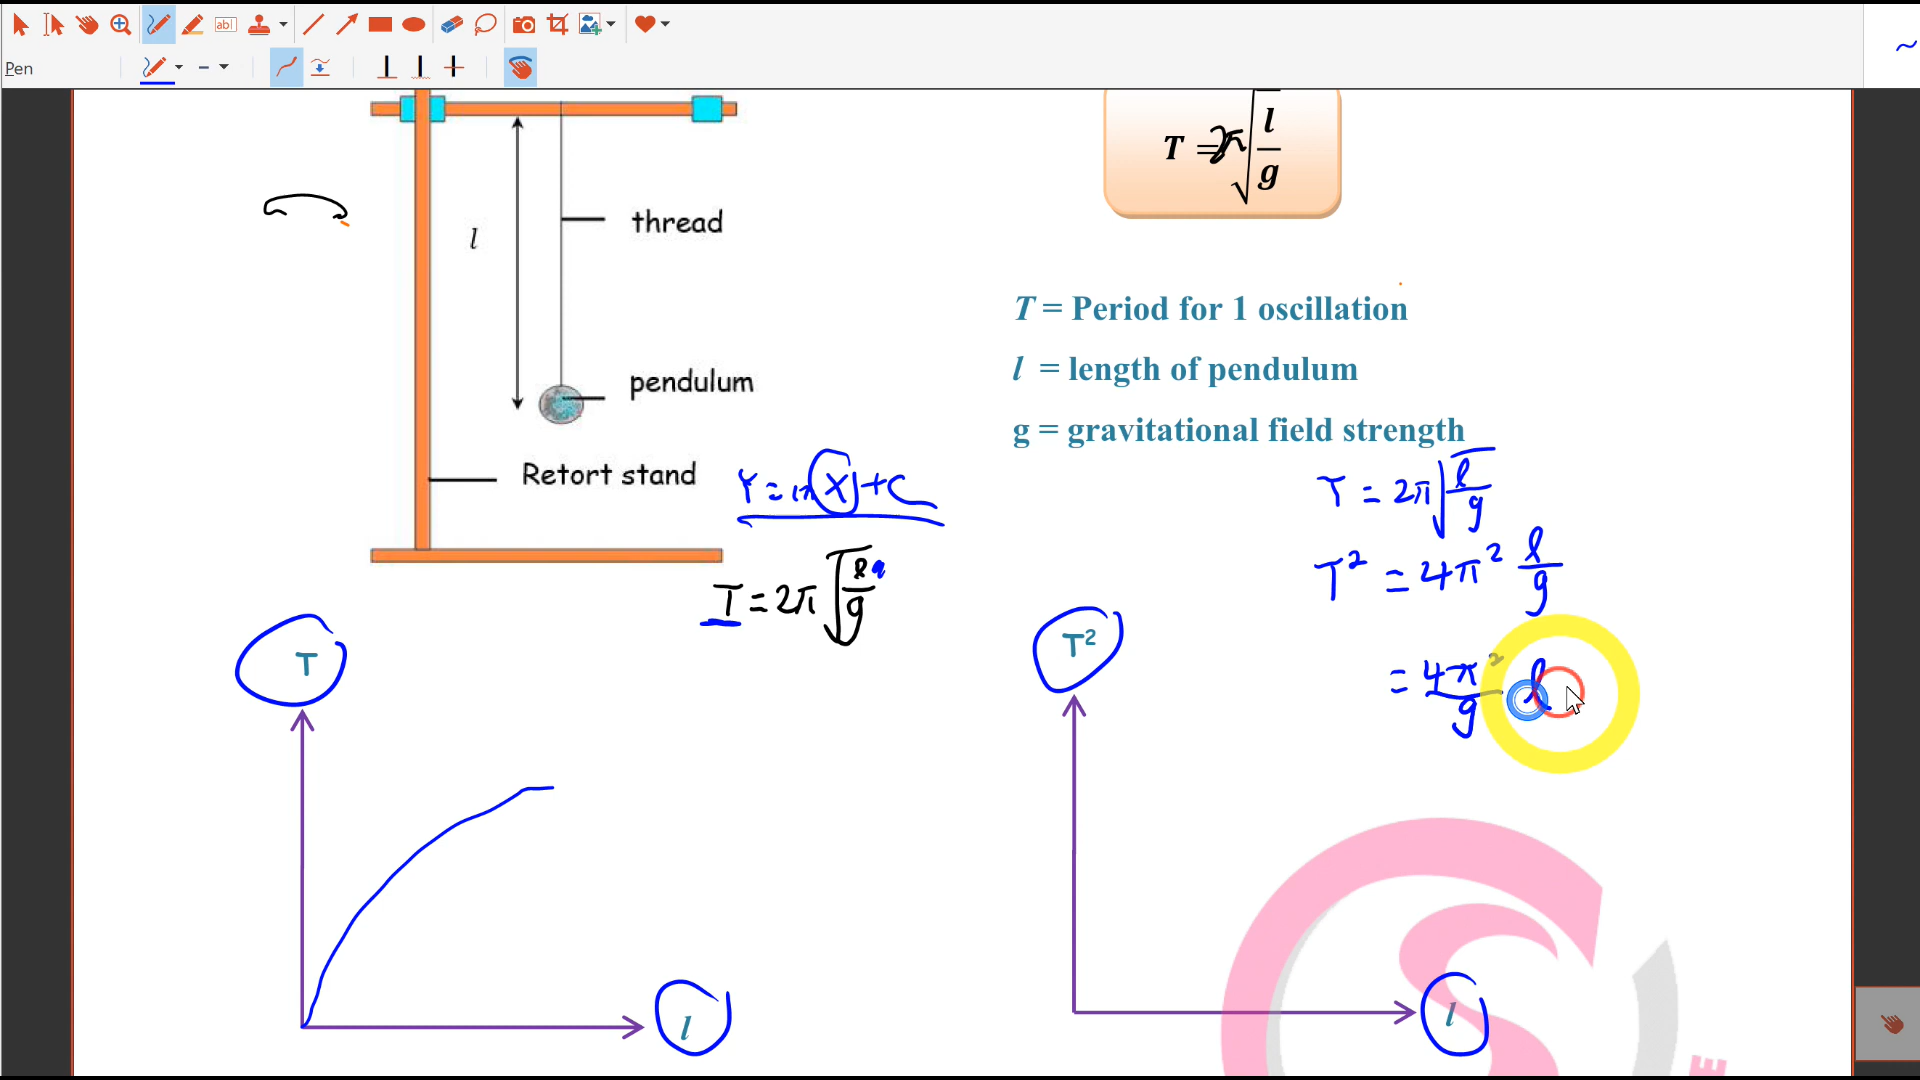 Pen
ab|
T = 2π √ l / g
l
thread
pendulum
Retort stand
T = Period for 1 oscillation
l = length of pendulum
g = gravitational field strength
Y = m X + C
T = 2π √ l / g
T = 2π √ l / g
T² = 4π² l / g
= 4π² / g l
T
l
T²
l
E